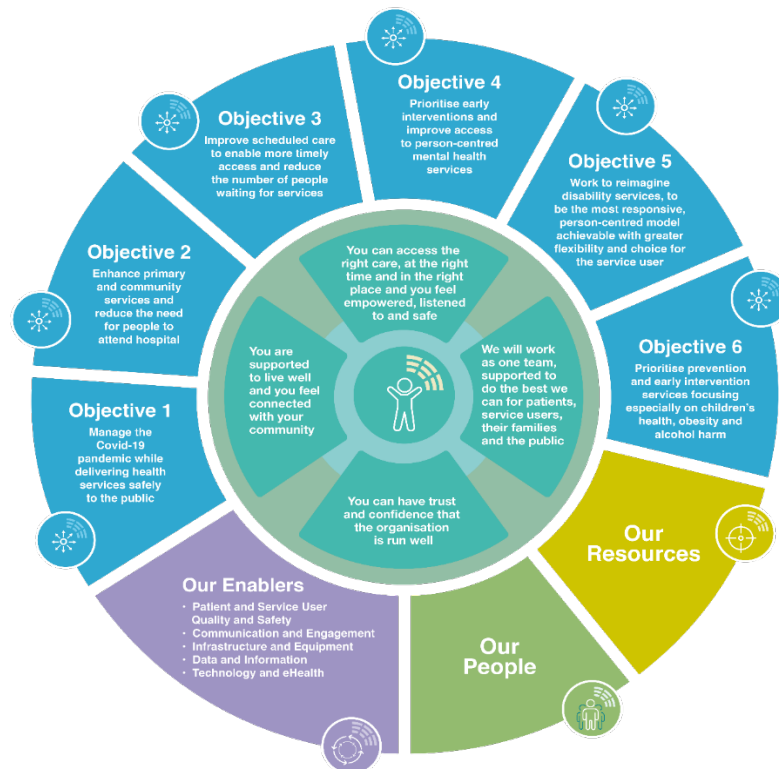 Objective 1
Manage the
Covid-19
pandemic while
delivering health
services safely
to the public
Objective 2
Enhance primary
and community
services and
reduce the need
for people to
attend hospital
Objective 3
Improve scheduled care
to enable more timely
access and reduce
the number of people
waiting for services
Objective 4
Prioritise early
interventions and
improve access
to person-centred
mental health
services
Objective 5
Work to reimagine
disability services, to
be the most responsive,
person-centred model
achievable with greater
flexibility and choice for
the service user
Objective 6
Prioritise prevention
and early intervention
services focusing
especially on children's
health, obesity and
alcohol harm
Our
Resources
Our
People
Our Enablers
· Patient and Service User
Quality and Safety
· Communication and Engagement
· Infrastructure and Equipment
· Data and Information
· Technology and eHealth
You can access the
right care, at the right
time and in the right
place and you feel
empowered, listened
to and safe
We will work
as one team,
supported to
do the best we
can for patients,
service users,
their families
and the public
You can have trust
and confidence that
the organisation
is run well
You are
supported
to live well
and you feel
connected
with your
community